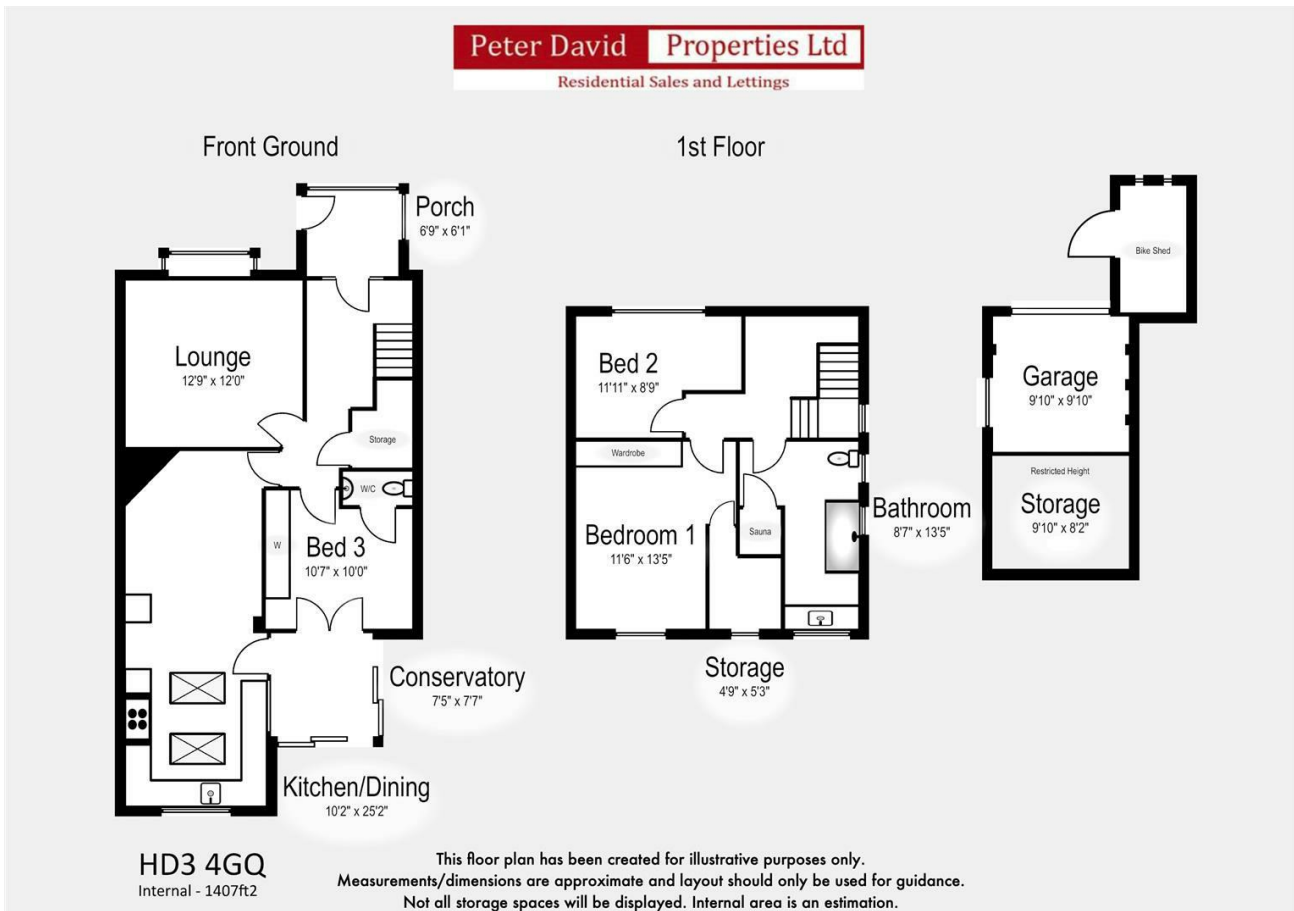 Peter David Properties Ltd
Residential Sales and Lettings
Front Ground
1st Floor
Porch
6'9" x 6'1"
Bike Shed
Lounge
12'9" x 12'0"
Bed 2
11'11" x 8'9"
Garage
9'10" x 9'10"
Storage
Wardrobe
Restricted Height
W/C
Storage
9'10" x 8'2"
Bathroom
8'7" x 13'5"
W
Bed 3
10'7" x 10'0"
Bedroom 1
11'6" x 13'5"
Sauna
Conservatory
7'5" x 7'7"
Storage
4'9" x 5'3"
Kitchen/Dining
10'2" x 25'2"
HD3 4GQ
Internal - 1407ft2
This floor plan has been created for illustrative purposes only.
Measurements/dimensions are approximate and layout should only be used for guidance.
Not all storage spaces will be displayed. Internal area is an estimation.